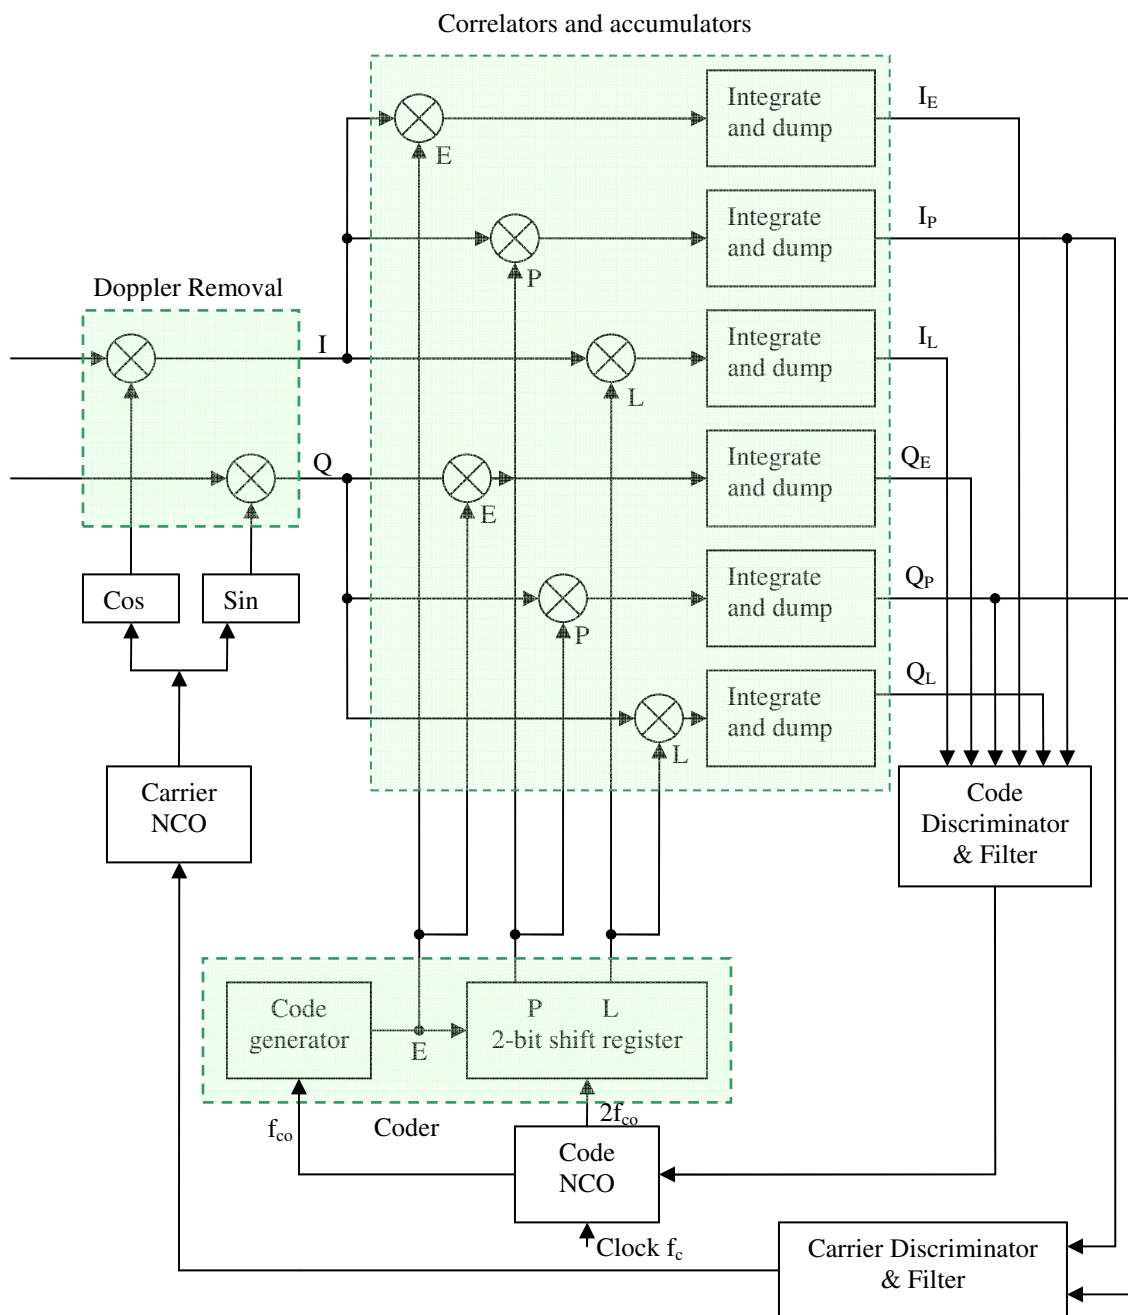 Correlators and accumulators
Integrate
and dump
I_E
E
Integrate
and dump
I_P
P
Doppler Removal
Integrate
and dump
I_L
I
L
Integrate
and dump
Q_E
Q
E
Integrate
and dump
Q_P
Cos
Sin
P
Integrate
and dump
Q_L
L
Carrier
NCO
Code
Discriminator
& Filter
Code
generator
E
P L
2-bit shift register
f_co
Coder
2f_co
Code
NCO
Clock f_c
Carrier Discriminator
& Filter